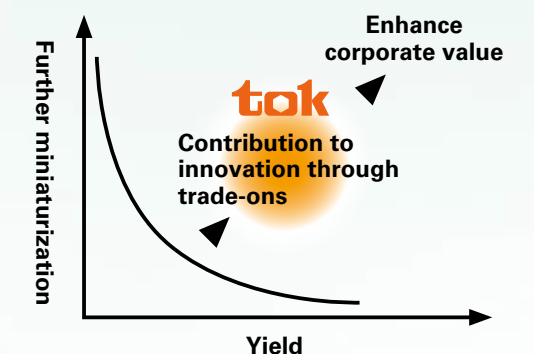 Enhance
corporate value
tok
Contribution to
innovation through
trade-ons
Further miniaturization
Yield